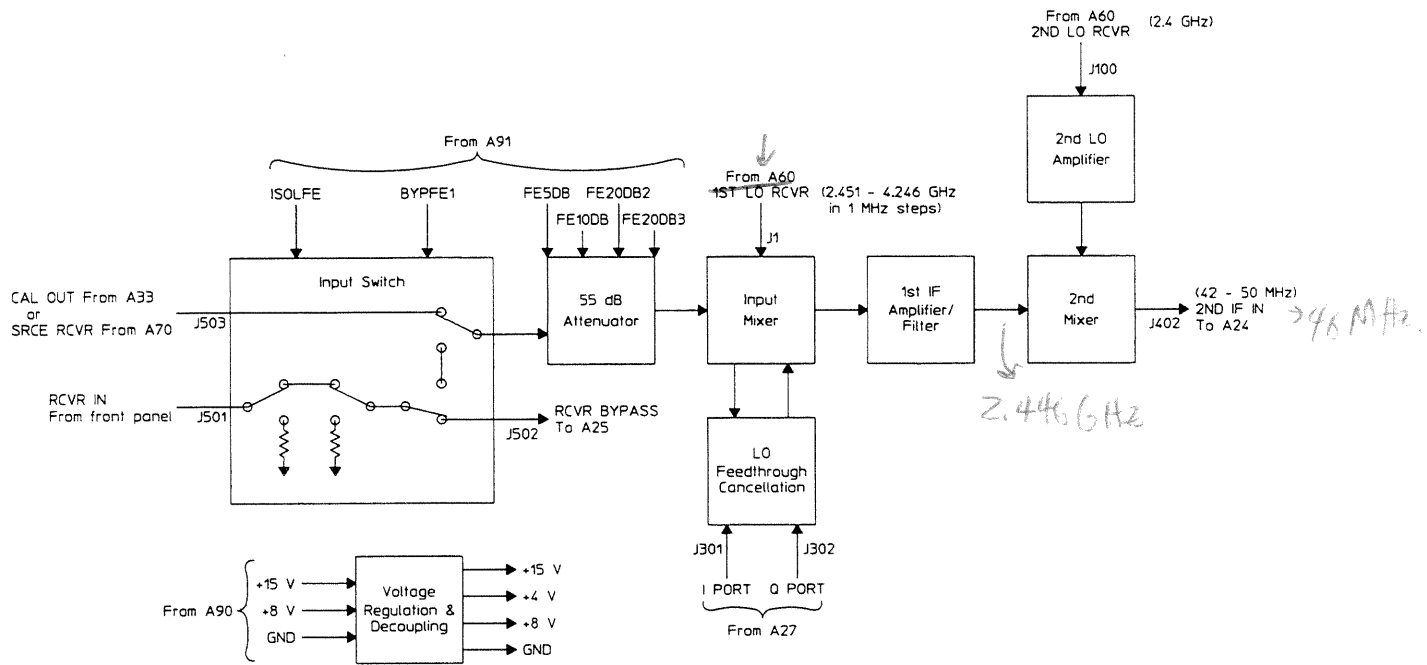 From A60
2ND LO RCVR (2.4 GHz)
J100
2nd LO
Amplifier
From A91
ISOLFE
BYPFE1
FE5DB
FE20DB2
FE10DB
FE20DB3
From A60
1ST LO RCVR (2.451 - 4.246 GHz
in 1 MHz steps)
J1
Input Switch
CAL OUT From A33
or
SRCE RCVR From A70
J503
55 dB
Attenuator
Input
Mixer
1st IF
Amplifier/
Filter
2nd
Mixer
(42 - 50 MHz)
2ND IF IN
To A24
J402
46 MHz
2.446 GHz
RCVR IN
From front panel
J501
RCVR BYPASS
To A25
J502
LO
Feedthrough
Cancellation
J301
J302
I PORT Q PORT
From A27
From A90
+15 V
+8 V
GND
Voltage
Regulation &
Decoupling
+15 V
+4 V
+8 V
GND